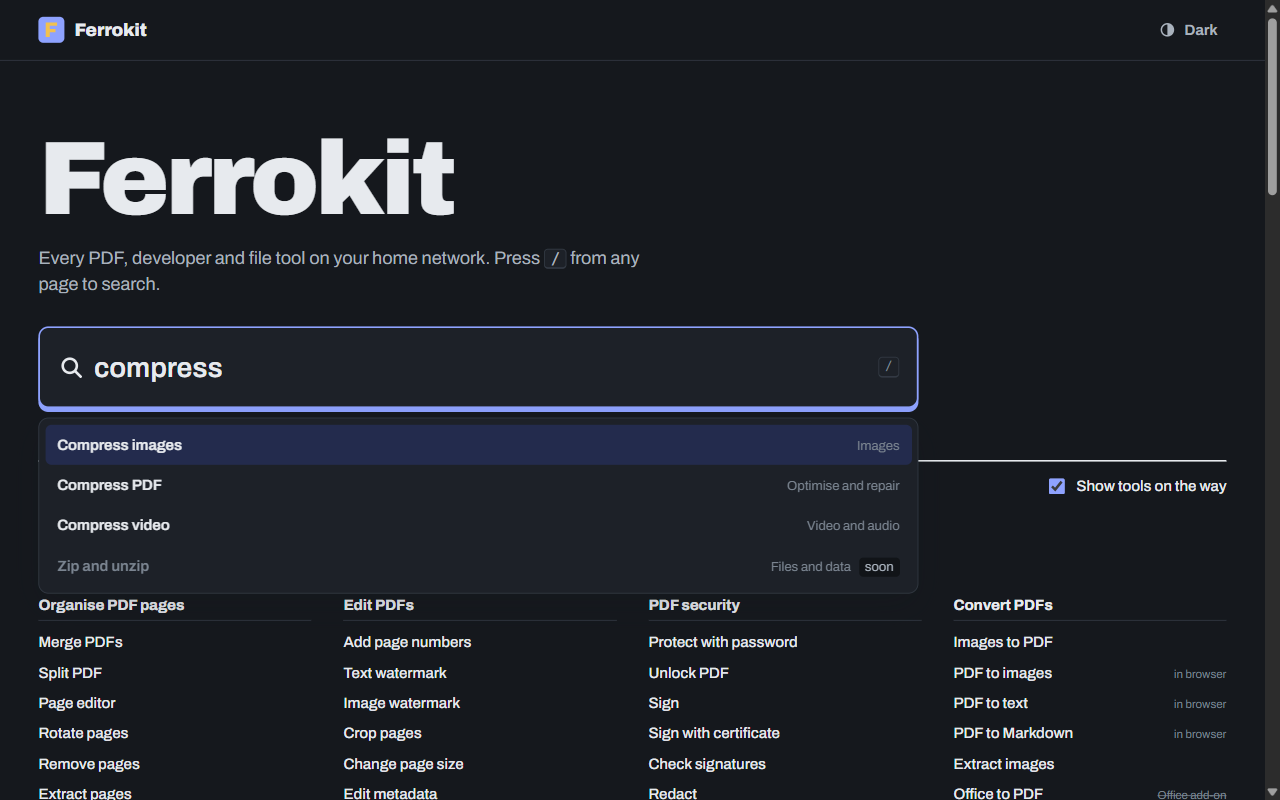 F Ferrokit
Dark
Ferrokit
Every PDF, developer and file tool on your home network. Press / from any
page to search.
compress /
Compress images Images
Compress PDF Optimise and repair
Compress video Video and audio
Zip and unzip Files and data soon
Show tools on the way
Organise PDF pages
Merge PDFs
Split PDF
Page editor
Rotate pages
Remove pages
Extract pages
Edit PDFs
Add page numbers
Text watermark
Image watermark
Crop pages
Change page size
Edit metadata
PDF security
Protect with password
Unlock PDF
Sign
Sign with certificate
Check signatures
Redact
Convert PDFs
Images to PDF
PDF to images in browser
PDF to text in browser
PDF to Markdown in browser
Extract images
Office to PDF Office add-on